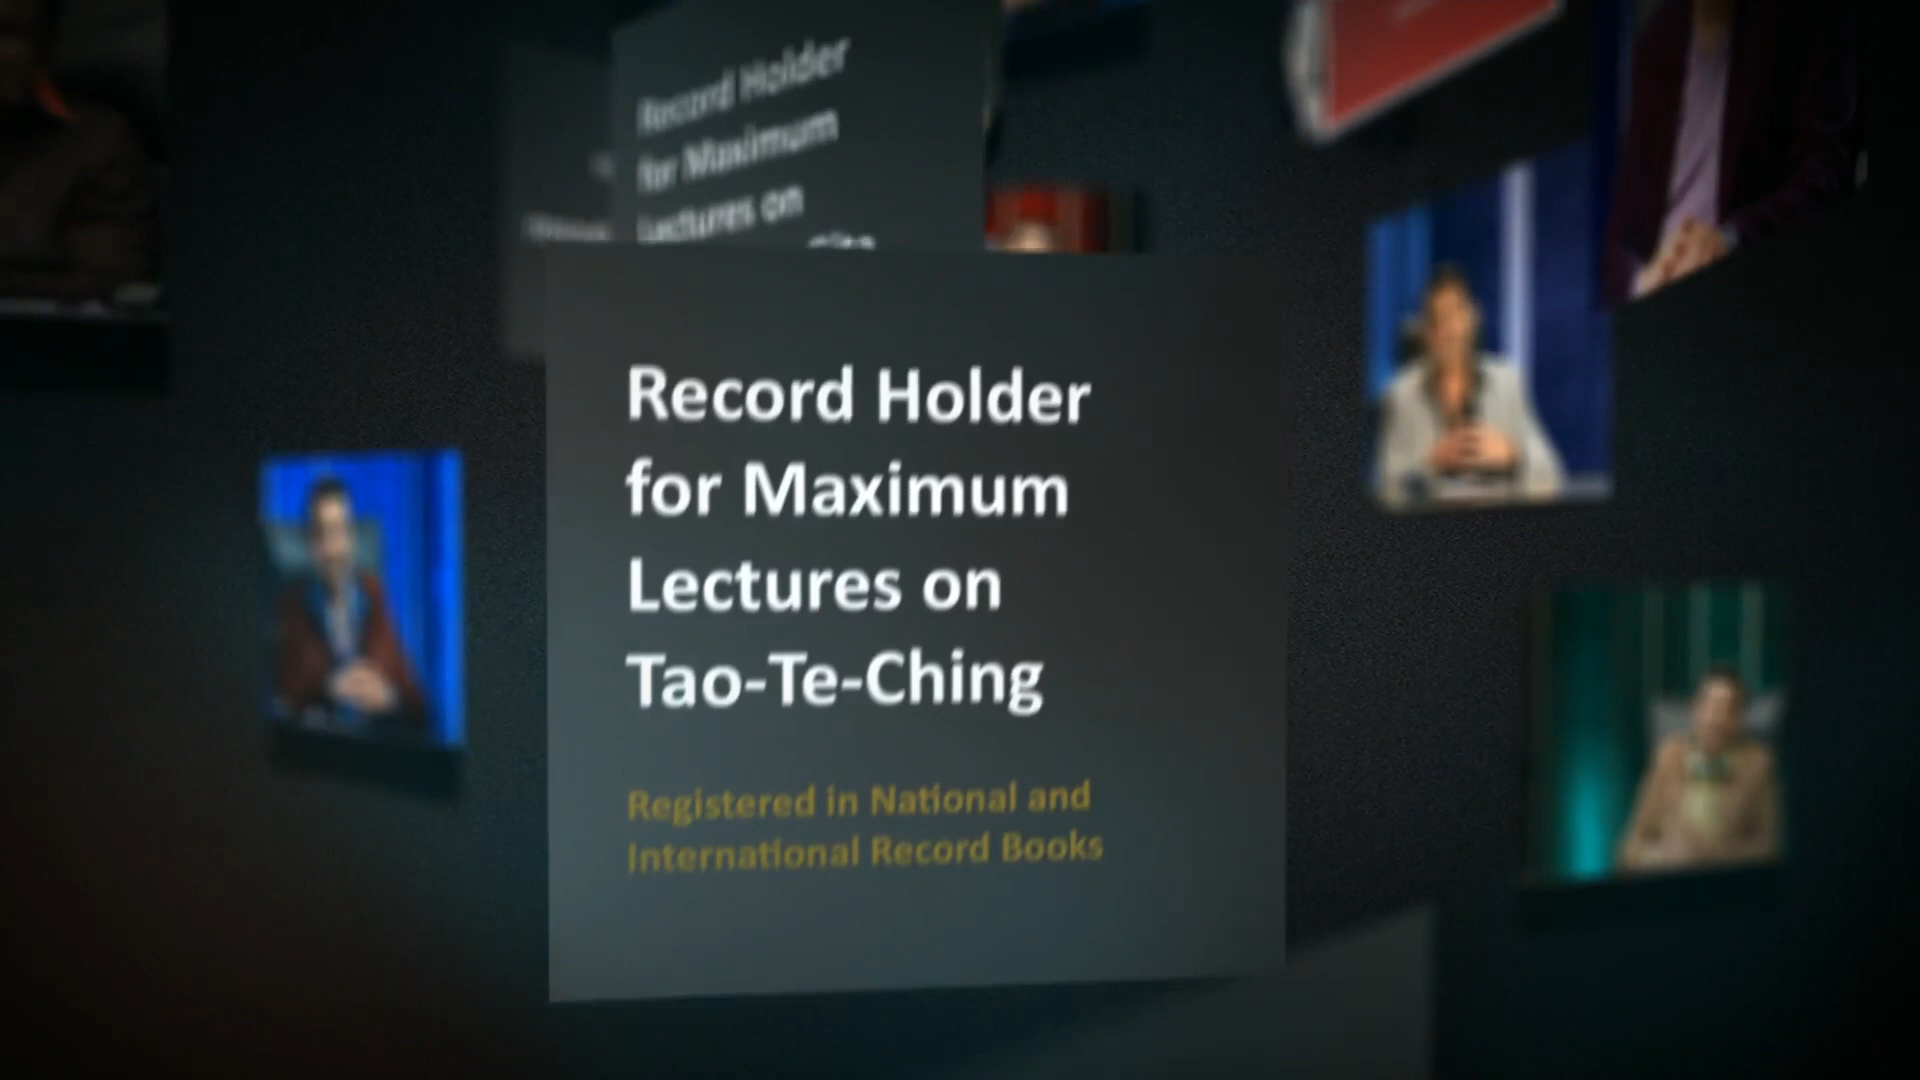 Record Holder
for Maximum
Lectures on
Record Holder
for Maximum
Lectures on
Tao-Te-Ching
Registered in National and
International Record Books